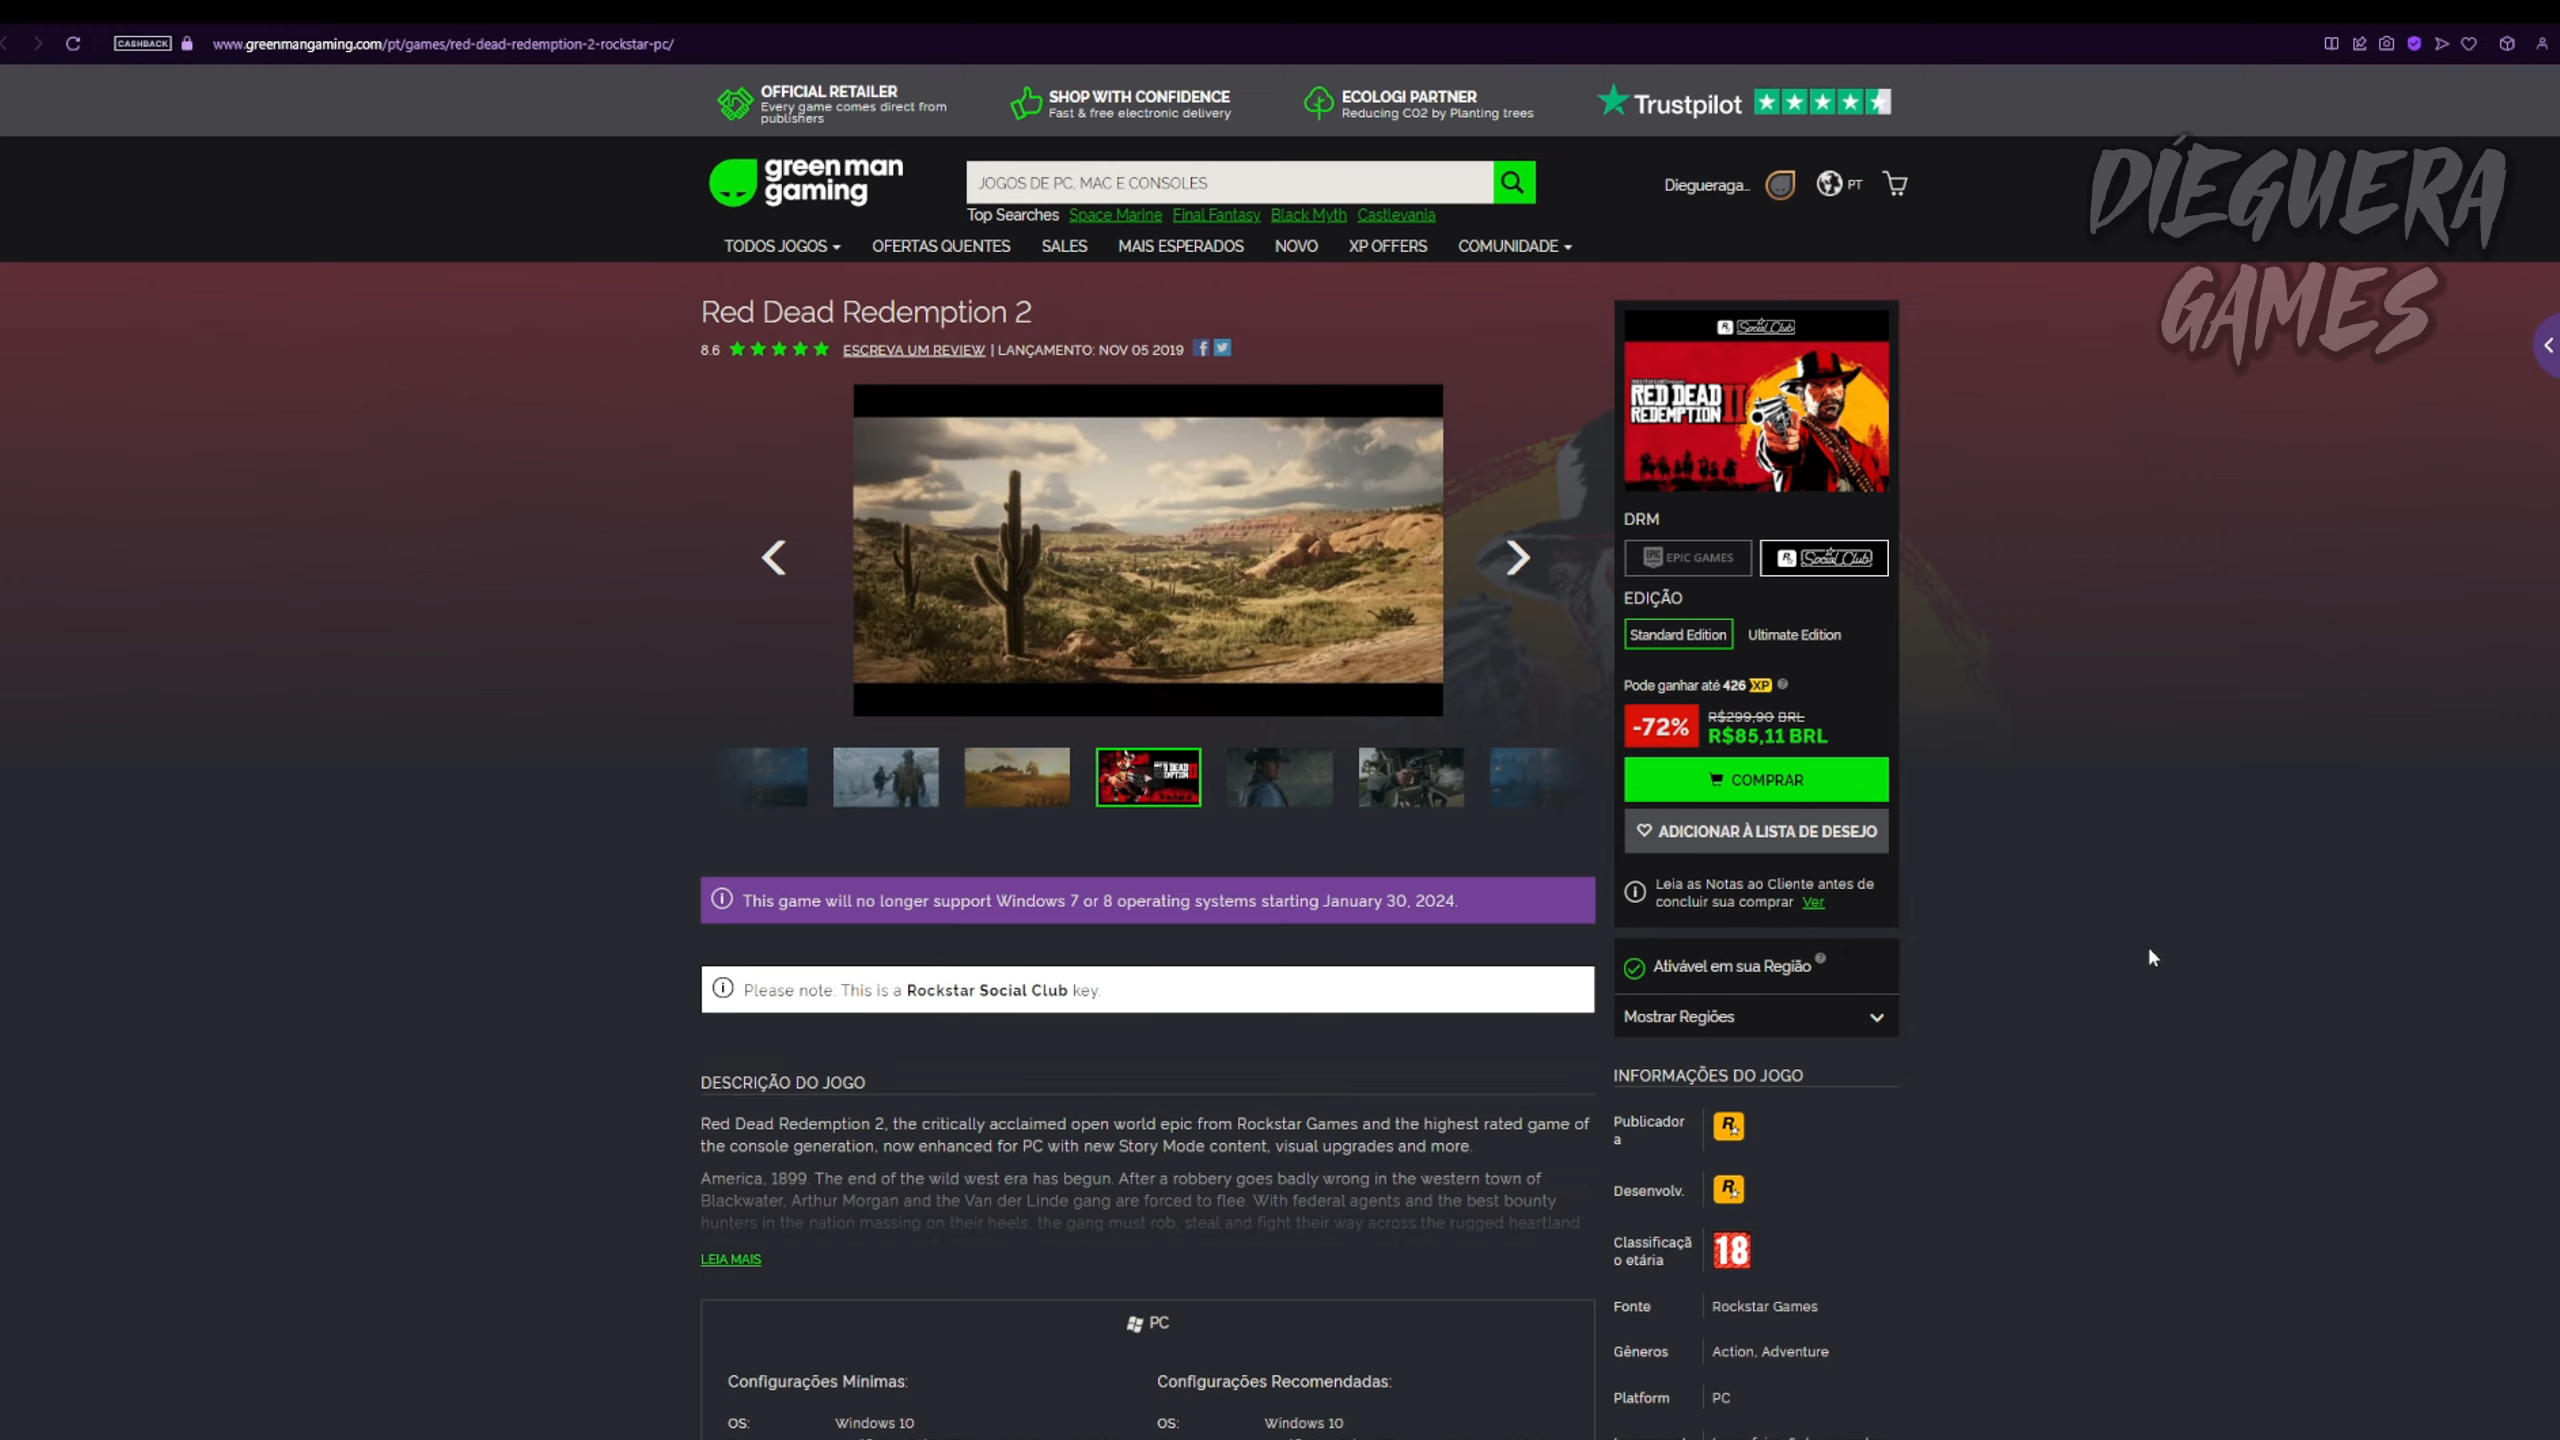 CASHBACK
www.greenmangaming.com/pt/games/red-dead-redemption-2-rockstar-pc/
OFFICIAL RETAILER
Every game comes direct from
publishers
SHOP WITH CONFIDENCE
Fast & free electronic delivery
ECOLOGI PARTNER
Reducing CO2 by Planting trees
Trustpilot
green man
gaming
JOGOS DE PC, MAC E CONSOLES
Diegueraga...
PT
DIEGUERA
GAMES
Top Searches Space Marine Final Fantasy Black Myth Castlevania
TODOS JOGOS OFERTAS QUENTES SALES MAIS ESPERADOS NOVO XP OFFERS COMUNIDADE
Red Dead Redemption 2
8.6 ESCREVA UM REVIEW | LANÇAMENTO: NOV 05 2019
Social Club
RED DEAD
REDEMPTION II
DRM
EPIC GAMES
Social Club
EDIÇÃO
Standard Edition Ultimate Edition
Pode ganhar até 426 XP
-72%
R$299,90 BRL
R$85,11 BRL
COMPRAR
ADICIONAR À LISTA DE DESEJO
Leia as Notas ao Cliente antes de
concluir sua comprar Ver
Ativável em sua Região
Mostrar Regiões
This game will no longer support Windows 7 or 8 operating systems starting January 30, 2024.
Please note: This is a Rockstar Social Club key.
DESCRIÇÃO DO JOGO
Red Dead Redemption 2, the critically acclaimed open world epic from Rockstar Games and the highest rated game of
the console generation, now enhanced for PC with new Story Mode content, visual upgrades and more.
America, 1899. The end of the wild west era has begun. After a robbery goes badly wrong in the western town of
Blackwater, Arthur Morgan and the Van der Linde gang are forced to flee. With federal agents and the best bounty
hunters in the nation massing on their heels, the gang must rob, steal and fight their way across the rugged heartland
LEIA MAIS
PC
Configurações Mínimas:
Configurações Recomendadas:
OS: Windows 10
OS: Windows 10
INFORMAÇÕES DO JOGO
Publicador
a
Desenvolv.
Classificaçã
o etária
18
Fonte Rockstar Games
Gêneros Action, Adventure
Platform PC